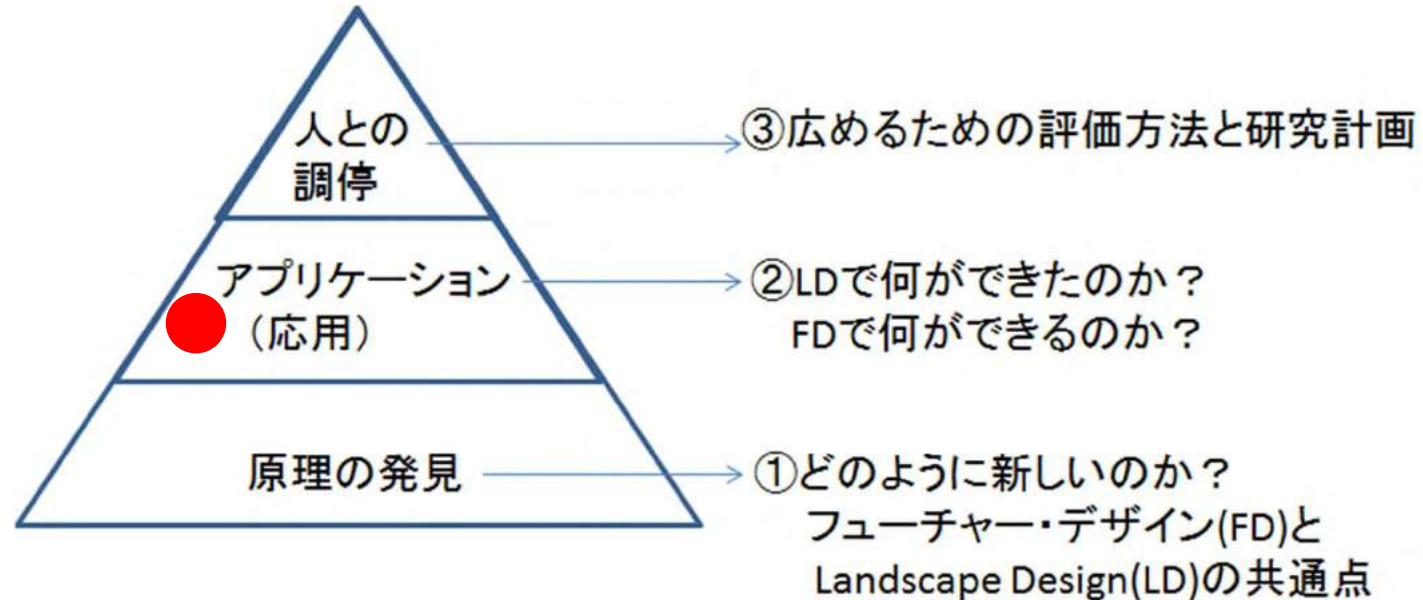 人との
調停
③広めるための評価方法と研究計画
アプリケーション
（応用）
②LDで何ができたのか？
FDで何ができるのか？
原理の発見
①どのように新しいのか？
フューチャー・デザイン(FD)と
Landscape Design(LD)の共通点